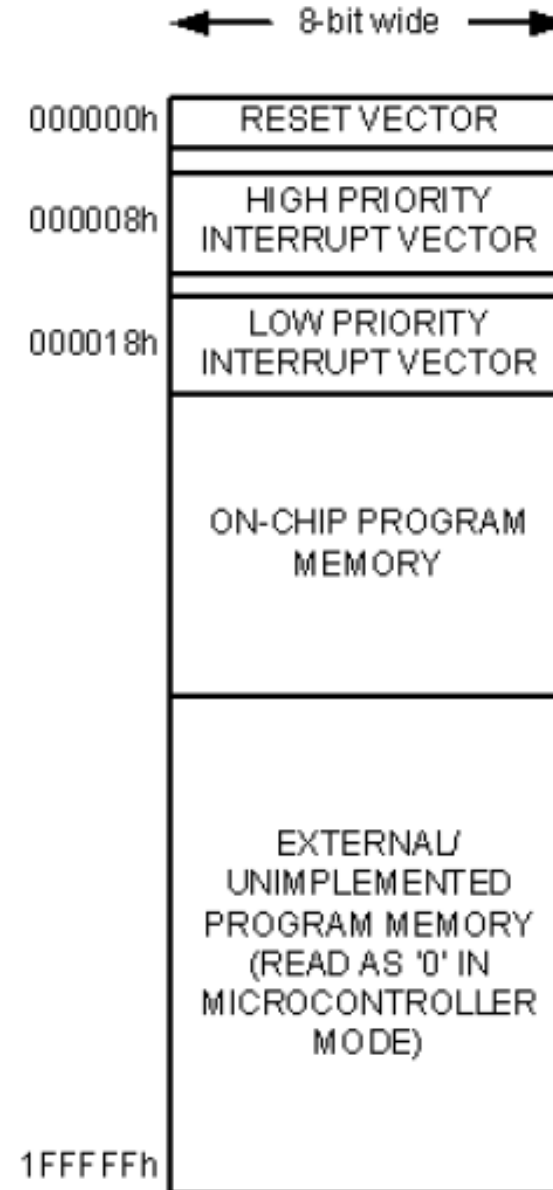 8-bit wide
000000h
RESET VECTOR
000008h
HIGH PRIORITY
INTERRUPT VECTOR
000018h
LOW PRIORITY
INTERRUPT VECTOR
ON-CHIP PROGRAM
MEMORY
EXTERNAL/
UNIMPLEMENTED
PROGRAM MEMORY
(READ AS '0' IN
MICROCONTROLLER
MODE)
1FFFFFh